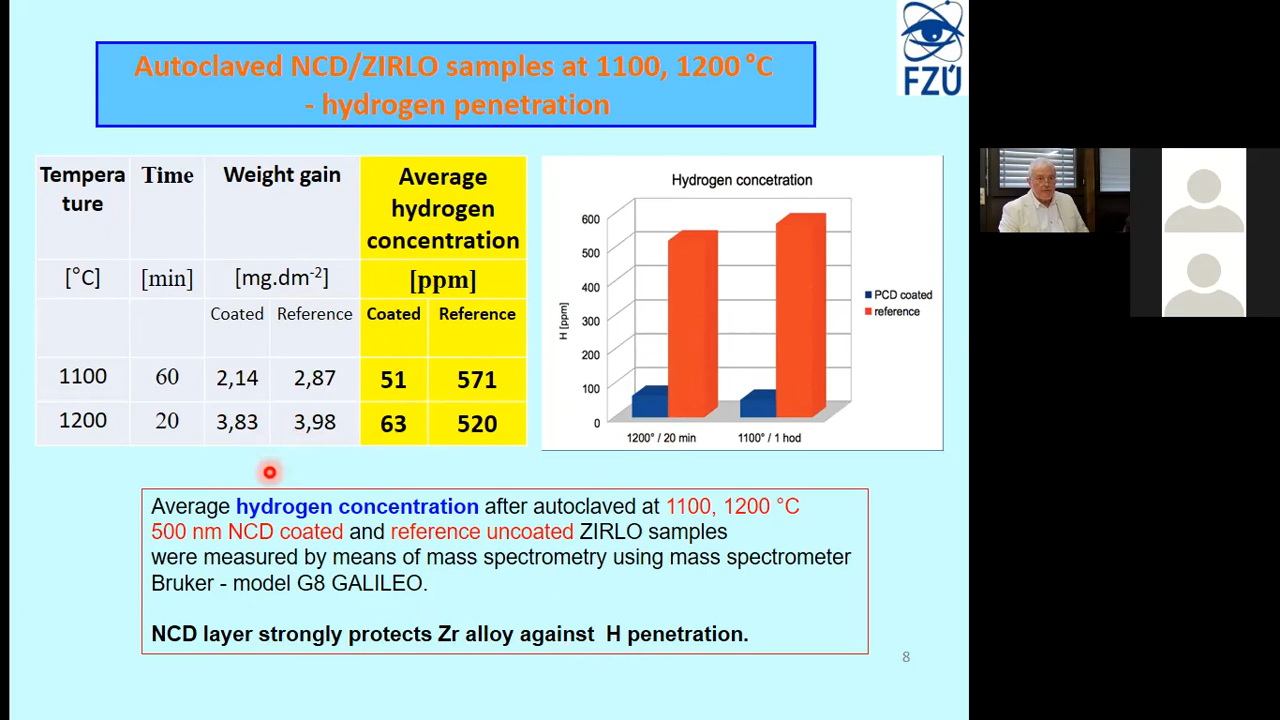 Autoclaved NCD/ZIRLO samples at 1100, 1200 °C
- hydrogen penetration
FZÚ
Tempera
ture
Time
Weight gain
Average
hydrogen
concentration
[°C]
[min]
[mg.dm-2]
[ppm]
Coated
Reference
Coated
Reference
1100
60
2,14
2,87
51
571
1200
20
3,83
3,98
63
520
Hydrogen concetration
600
500
400
300
200
100
0
H [ppm]
1200° / 20 min
1100° / 1 hod
PCD coated
reference
Average hydrogen concentration after autoclaved at 1100, 1200 °C
500 nm NCD coated and reference uncoated ZIRLO samples
were measured by means of mass spectrometry using mass spectrometer
Bruker - model G8 GALILEO.
NCD layer strongly protects Zr alloy against H penetration.
8